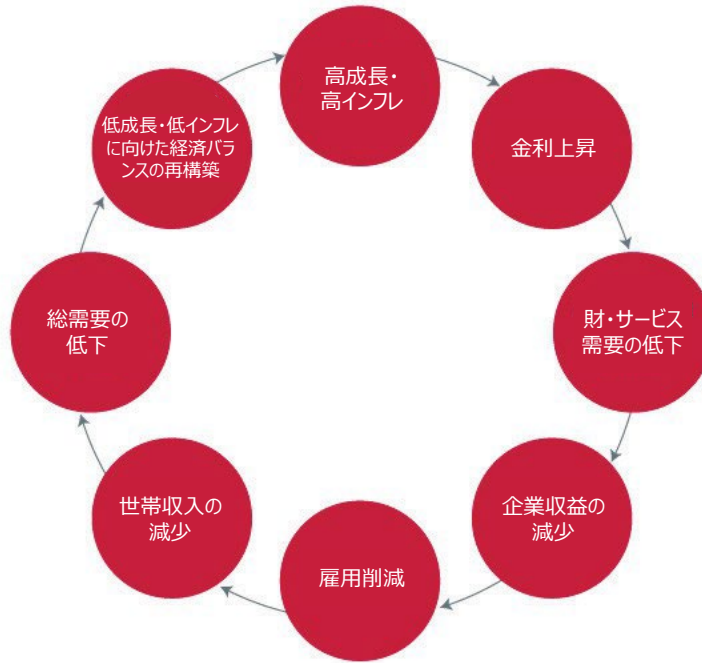 高成長・
高インフレ
金利上昇
財・サービス
需要の低下
企業収益の
減少
雇用削減
世帯収入の
減少
総需要の
低下
低成長・低インフレ
に向けた経済バラ
ンスの再構築